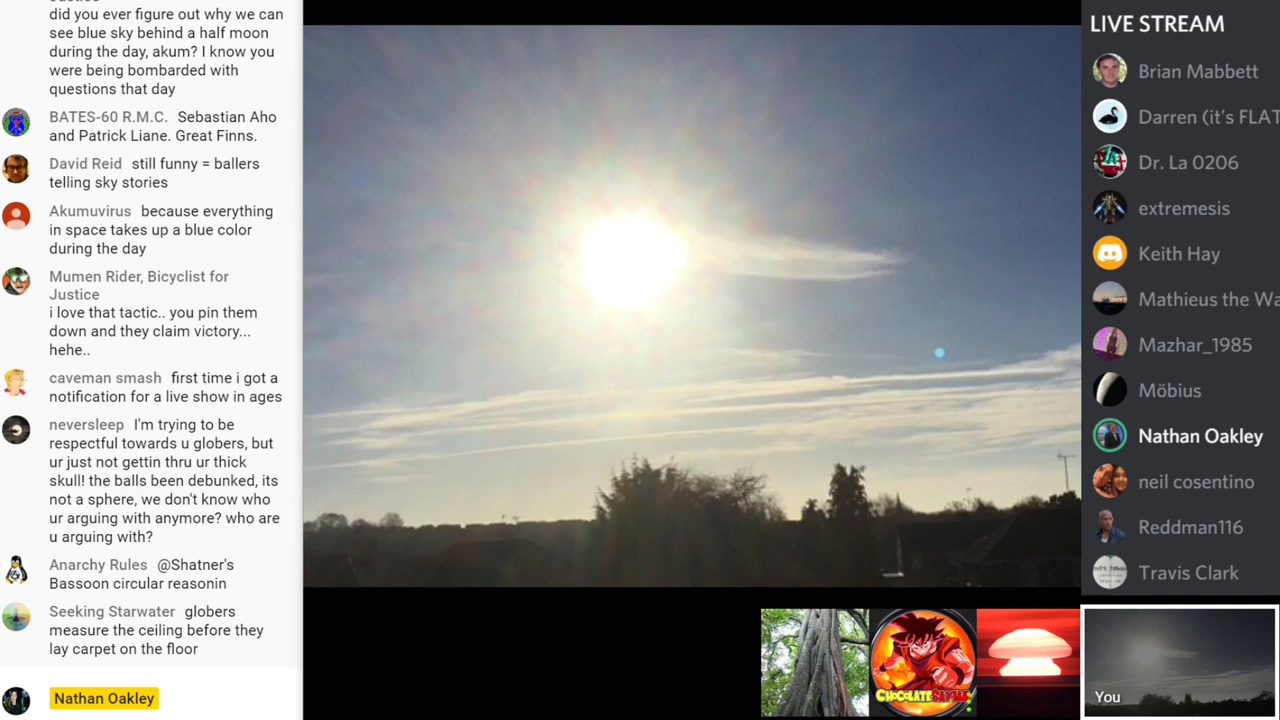 did you ever figure out why we can
see blue sky behind a half moon
during the day, akum? I know you
were being bombarded with
questions that day
BATES-60 R.M.C. Sebastian Aho
and Patrick Liane. Great Finns.
David Reid still funny = ballers
telling sky stories
Akumuvirus because everything
in space takes up a blue color
during the day
Mumen Rider, Bicyclist for
Justice
i love that tactic.. you pin them
down and they claim victory...
hehe..
caveman smash first time i got a
notification for a live show in ages
neversleep I'm trying to be
respectful towards u globers, but
ur just not gettin thru ur thick
skull! the balls been debunked, its
not a sphere, we don't know who
ur arguing with anymore? who are
u arguing with?
Anarchy Rules @Shatner's
Bassoon circular reasonin
Seeking Starwater globers
measure the ceiling before they
lay carpet on the floor
Nathan Oakley
LIVE STREAM
Brian Mabbett
Darren (it's FLAT
Dr. La 0206
extremesis
Keith Hay
Mathieus the Wa
Mazhar_1985
Möbius
Nathan Oakley
neil cosentino
Reddman116
Travis Clark
You